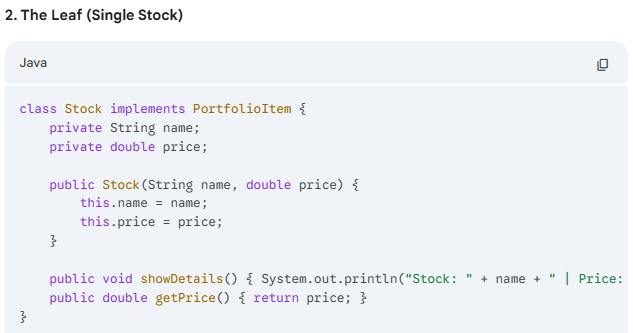 2. The Leaf (Single Stock)
Java
class Stock implements PortfolioItem {
    private String name;
    private double price;

    public Stock(String name, double price) {
        this.name = name;
        this.price = price;
    }

    public void showDetails() { System.out.println("Stock: " + name + " | Price:
    public double getPrice() { return price; }
}